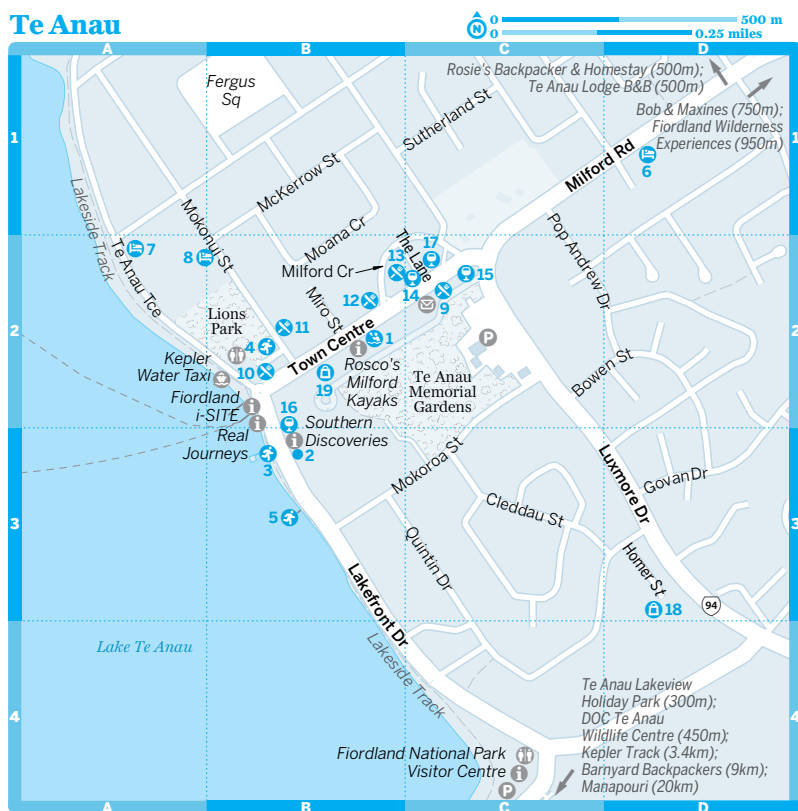 Te Anau
N
0 500 m
0 0.25 miles
A B C D
Rosie's Backpacker & Homestay (500m);
Te Anau Lodge B&B (500m)
Bob & Maxines (750m);
Fiordland Wilderness
Experiences (950m)
Fergus
Sq
Sutherland St
1
1
Milford Rd
6
McKerrow St
Lakeside Track
Mokonui St
Te Anau Tce
7
8
Moana Cr
Milford Cr
The Lane
13
17
14
15
9
12
Pop Andrew Dr
Miro St
Lions
Park
11
4
10
Town Centre
1
2
2
P
Kepler
Water Taxi
Rosco's
Milford
Kayaks
19
Te Anau
Memorial
Gardens
Bowen St
Fiordland
i-SITE
16
Southern
Discoveries
Real
Journeys
3
2
Mokoroa St
Luxmore Dr
Govan Dr
Cleddau St
5
3
3
Quintin Dr
Homer St
94
18
Lakefront Dr
Lake Te Anau
Lakeside Track
4
4
Te Anau Lakeview
Holiday Park (300m);
DOC Te Anau
Wildlife Centre (450m);
Kepler Track (3.4km);
Barnyard Backpackers (9km);
Manapouri (20km)
Fiordland National Park
Visitor Centre
P
A B C D